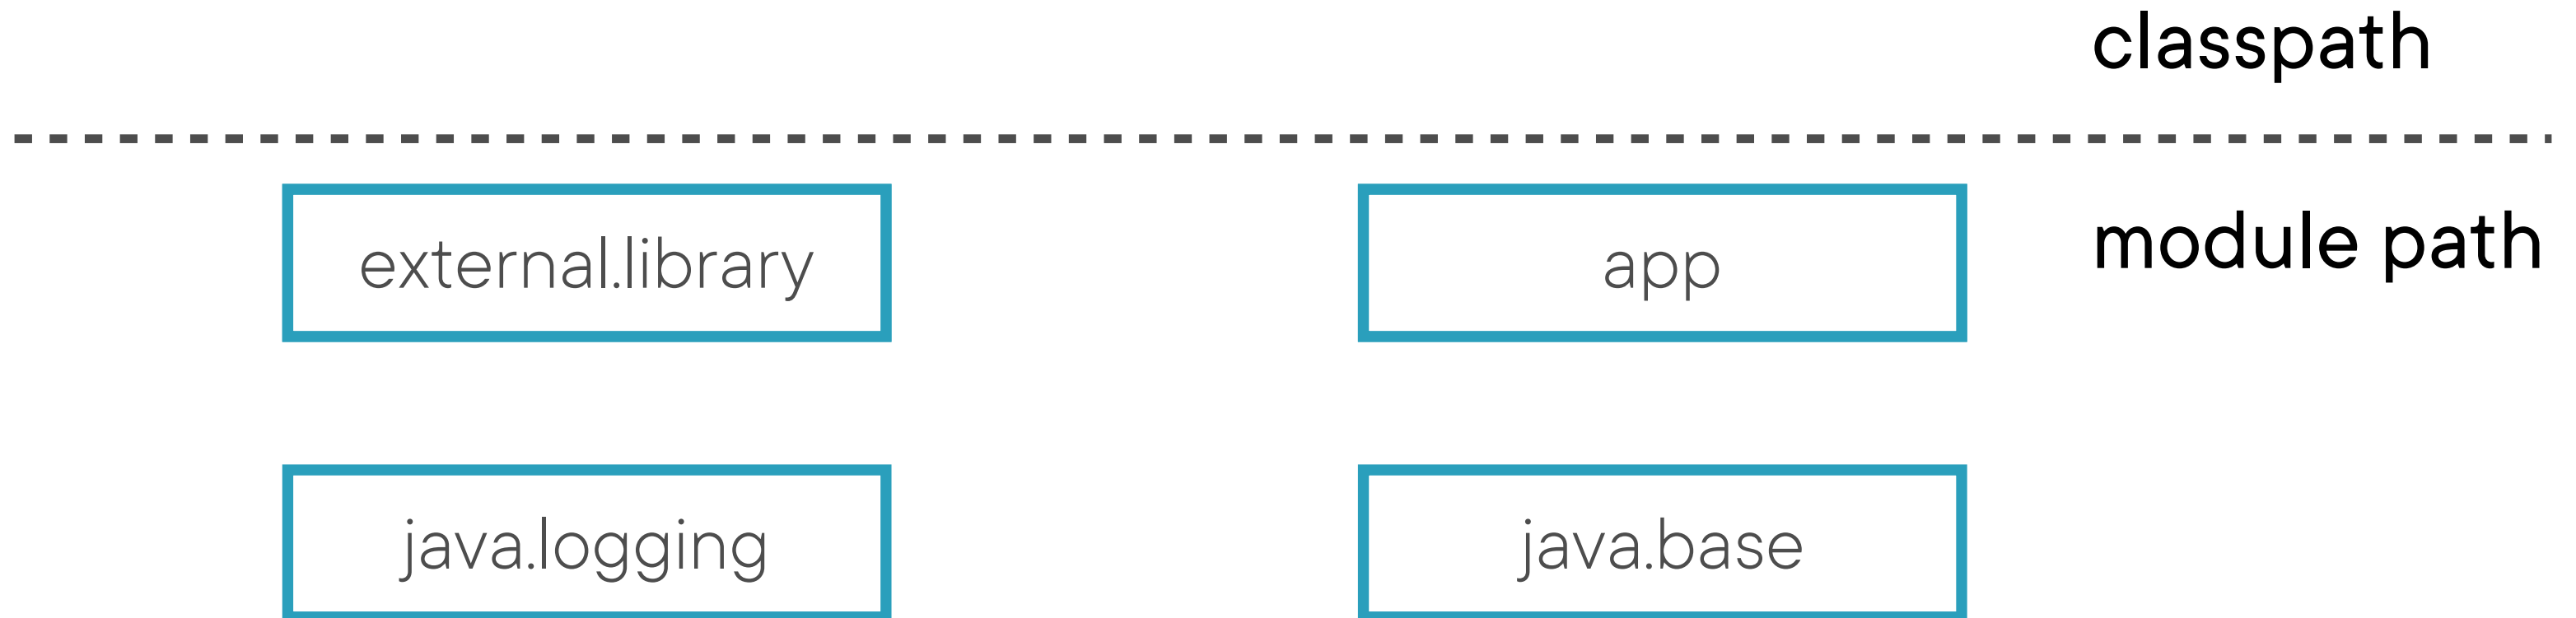 classpath
external.library
app
module path
java.logging
java.base